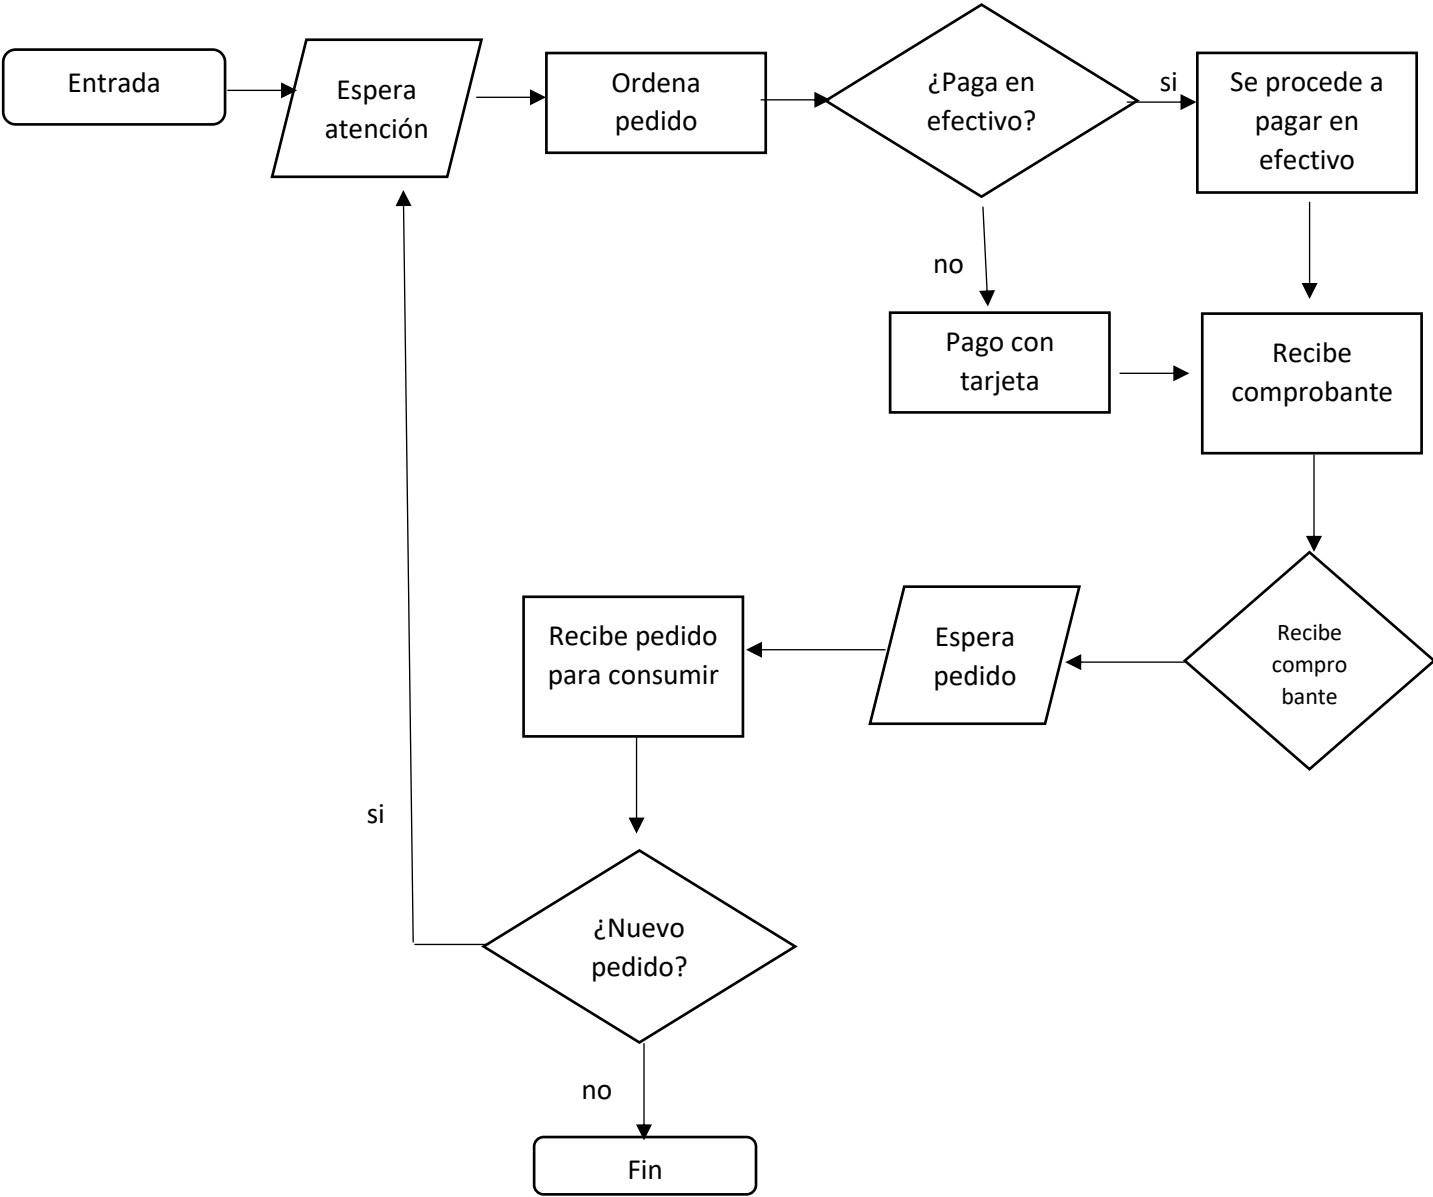 Entrada
Espera
atención
Ordena
pedido
¿Paga en
efectivo?
si
Se procede a
pagar en
efectivo
no
Pago con
tarjeta
Recibe
comprobante
Recibe
compro
bante
Espera
pedido
Recibe pedido
para consumir
si
¿Nuevo
pedido?
no
Fin